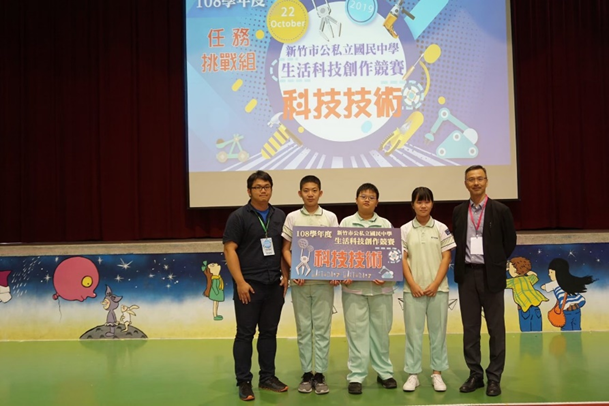 108學年度
22
October
2019
任務
挑戰組
新竹市公私立國民中學
生活科技創作競賽
科技技術
108學年度
新竹市公私立國民中學
生活科技創作競賽
科技技術